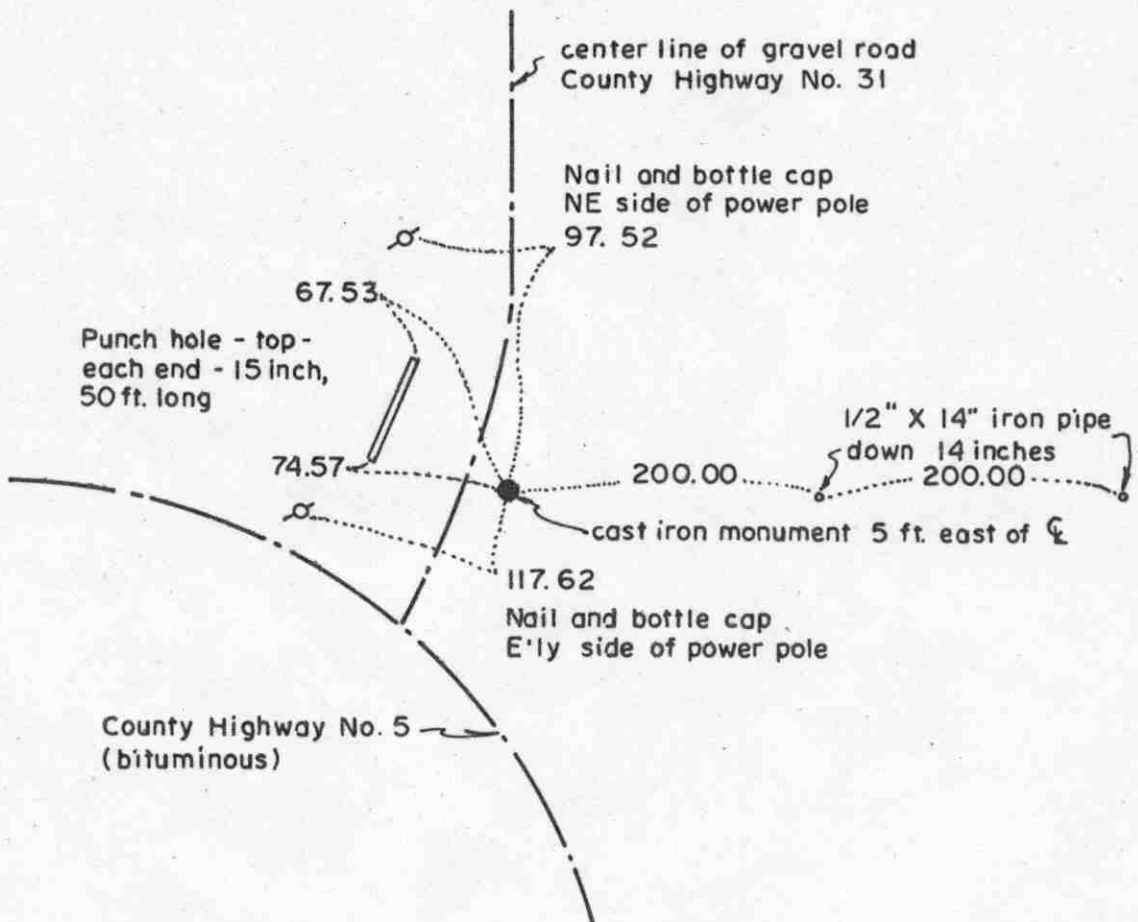 center line of gravel road
County Highway No. 31
Nail and bottle cap
NE side of power pole
97.52
67.53
Punch hole - top -
each end - 15 inch,
50 ft. long
1/2" X 14" iron pipe
down 14 inches
74.57
200.00
200.00
cast iron monument 5 ft. east of ℄
117.62
Nail and bottle cap
E'ly side of power pole
County Highway No. 5
(bituminous)